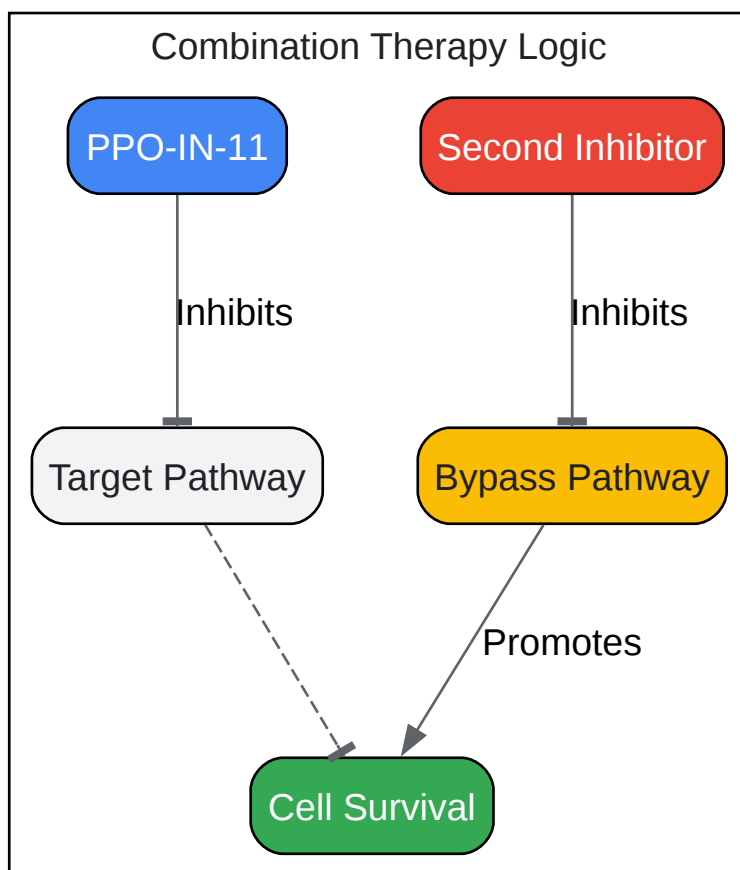 Combination Therapy Logic
PPO-IN-11
Second Inhibitor
Inhibits
Inhibits
Target Pathway
Bypass Pathway
Promotes
Cell Survival